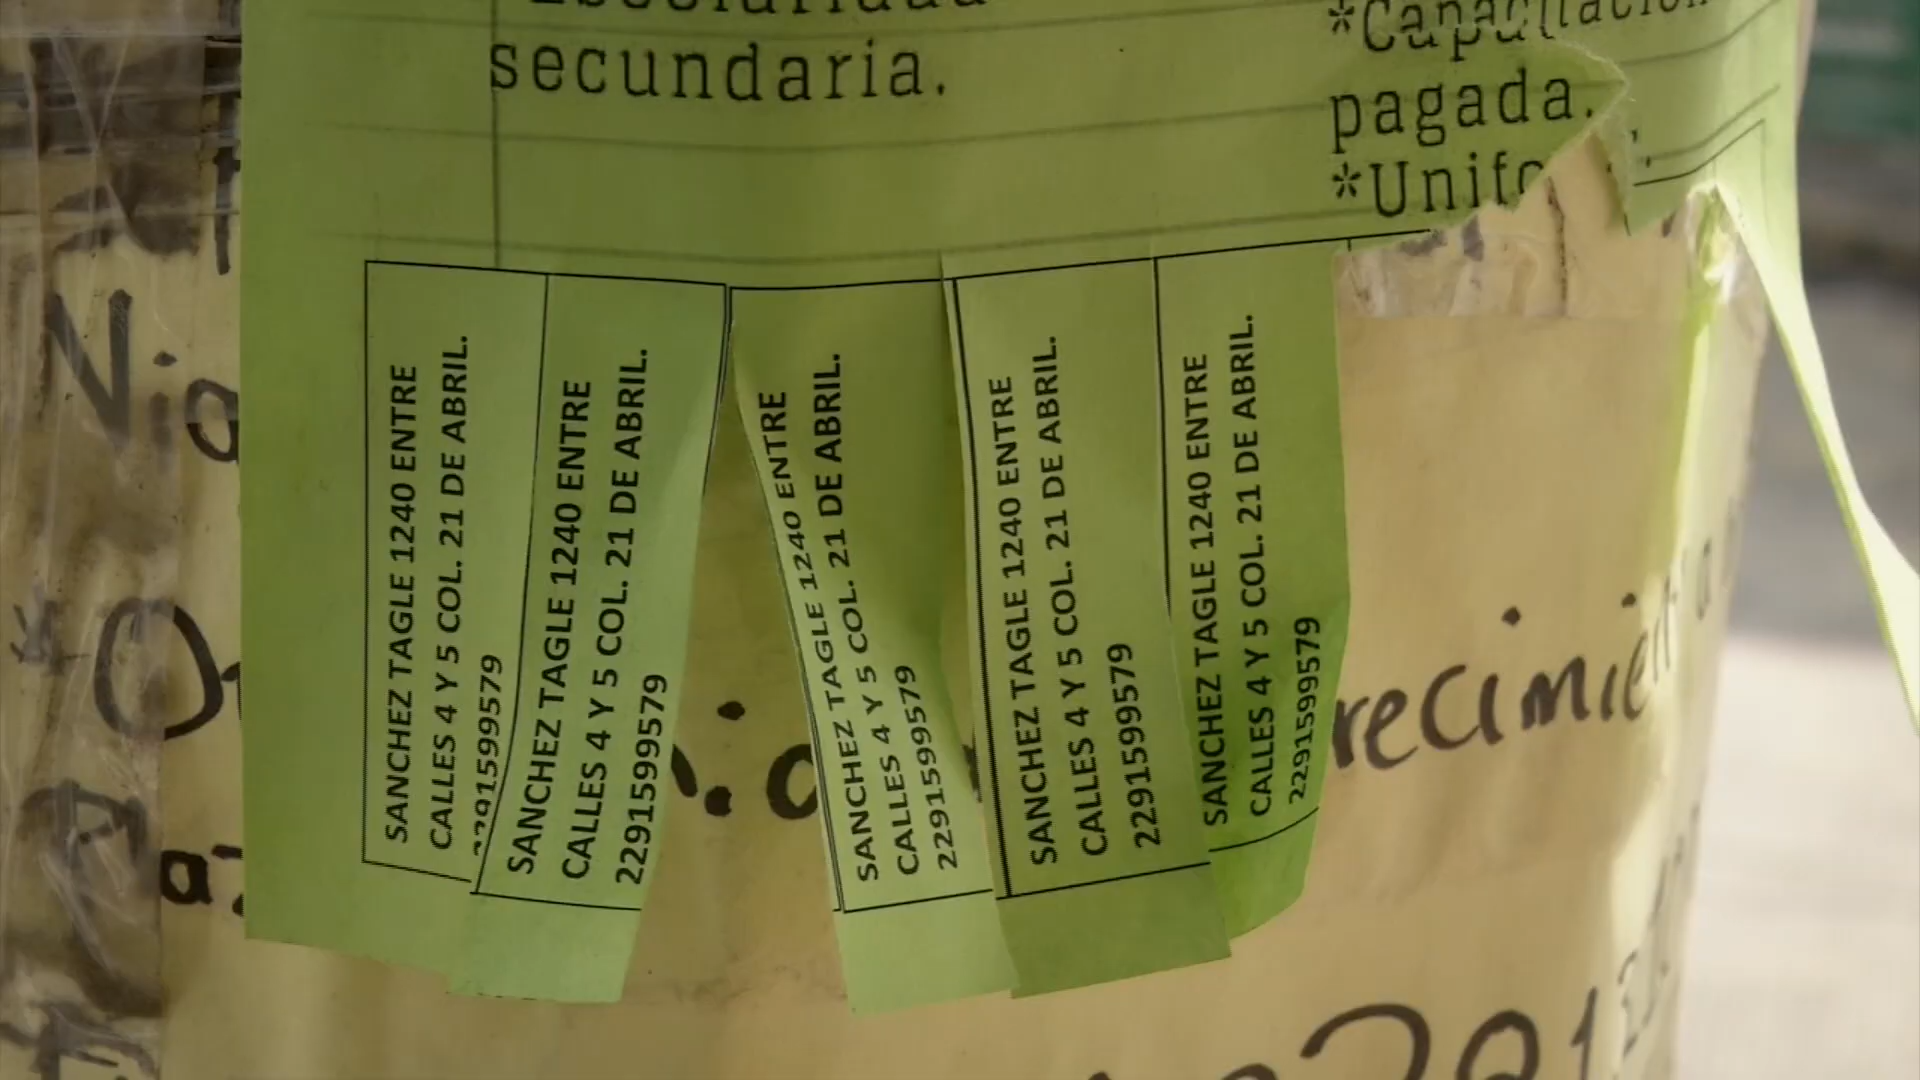 Escolaridad
secundaria.
*Capacitación
pagada.
*Unifo
SANCHEZ TAGLE 1240 ENTRE
CALLES 4 Y 5 COL. 21 DE ABRIL.
2291599579
SANCHEZ TAGLE 1240 ENTRE
CALLES 4 Y 5 COL. 21 DE ABRIL.
2291599579
SANCHEZ TAGLE 1240 ENTRE
CALLES 4 Y 5 COL. 21 DE ABRIL.
2291599579
SANCHEZ TAGLE 1240 ENTRE
CALLES 4 Y 5 COL. 21 DE ABRIL.
2291599579
SANCHEZ TAGLE 1240 ENTRE
CALLES 4 Y 5 COL. 21 DE ABRIL.
2291599579
recimient